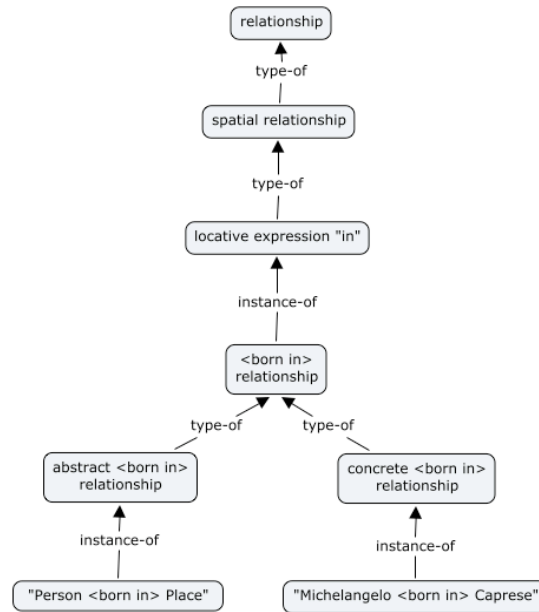 relationship
type-of
spatial relationship
type-of
locative expression "in"
instance-of
<born in>
relationship
type-of
type-of
abstract <born in>
relationship
concrete <born in>
relationship
instance-of
instance-of
"Person <born in> Place"
"Michelangelo <born in> Caprese"